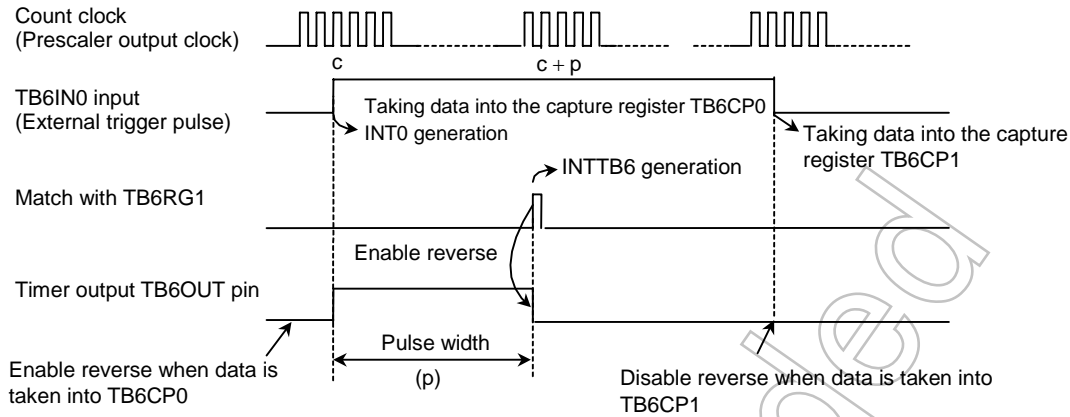 Count clock
(Prescaler output clock)
c
c + p
TB6IN0 input
(External trigger pulse)
Taking data into the capture register TB6CP0
INT0 generation
Taking data into the capture
register TB6CP1
INTTB6 generation
Match with TB6RG1
Enable reverse
Timer output TB6OUT pin
Pulse width
(p)
Enable reverse when data is
taken into TB6CP0
Disable reverse when data is taken into
TB6CP1
ded